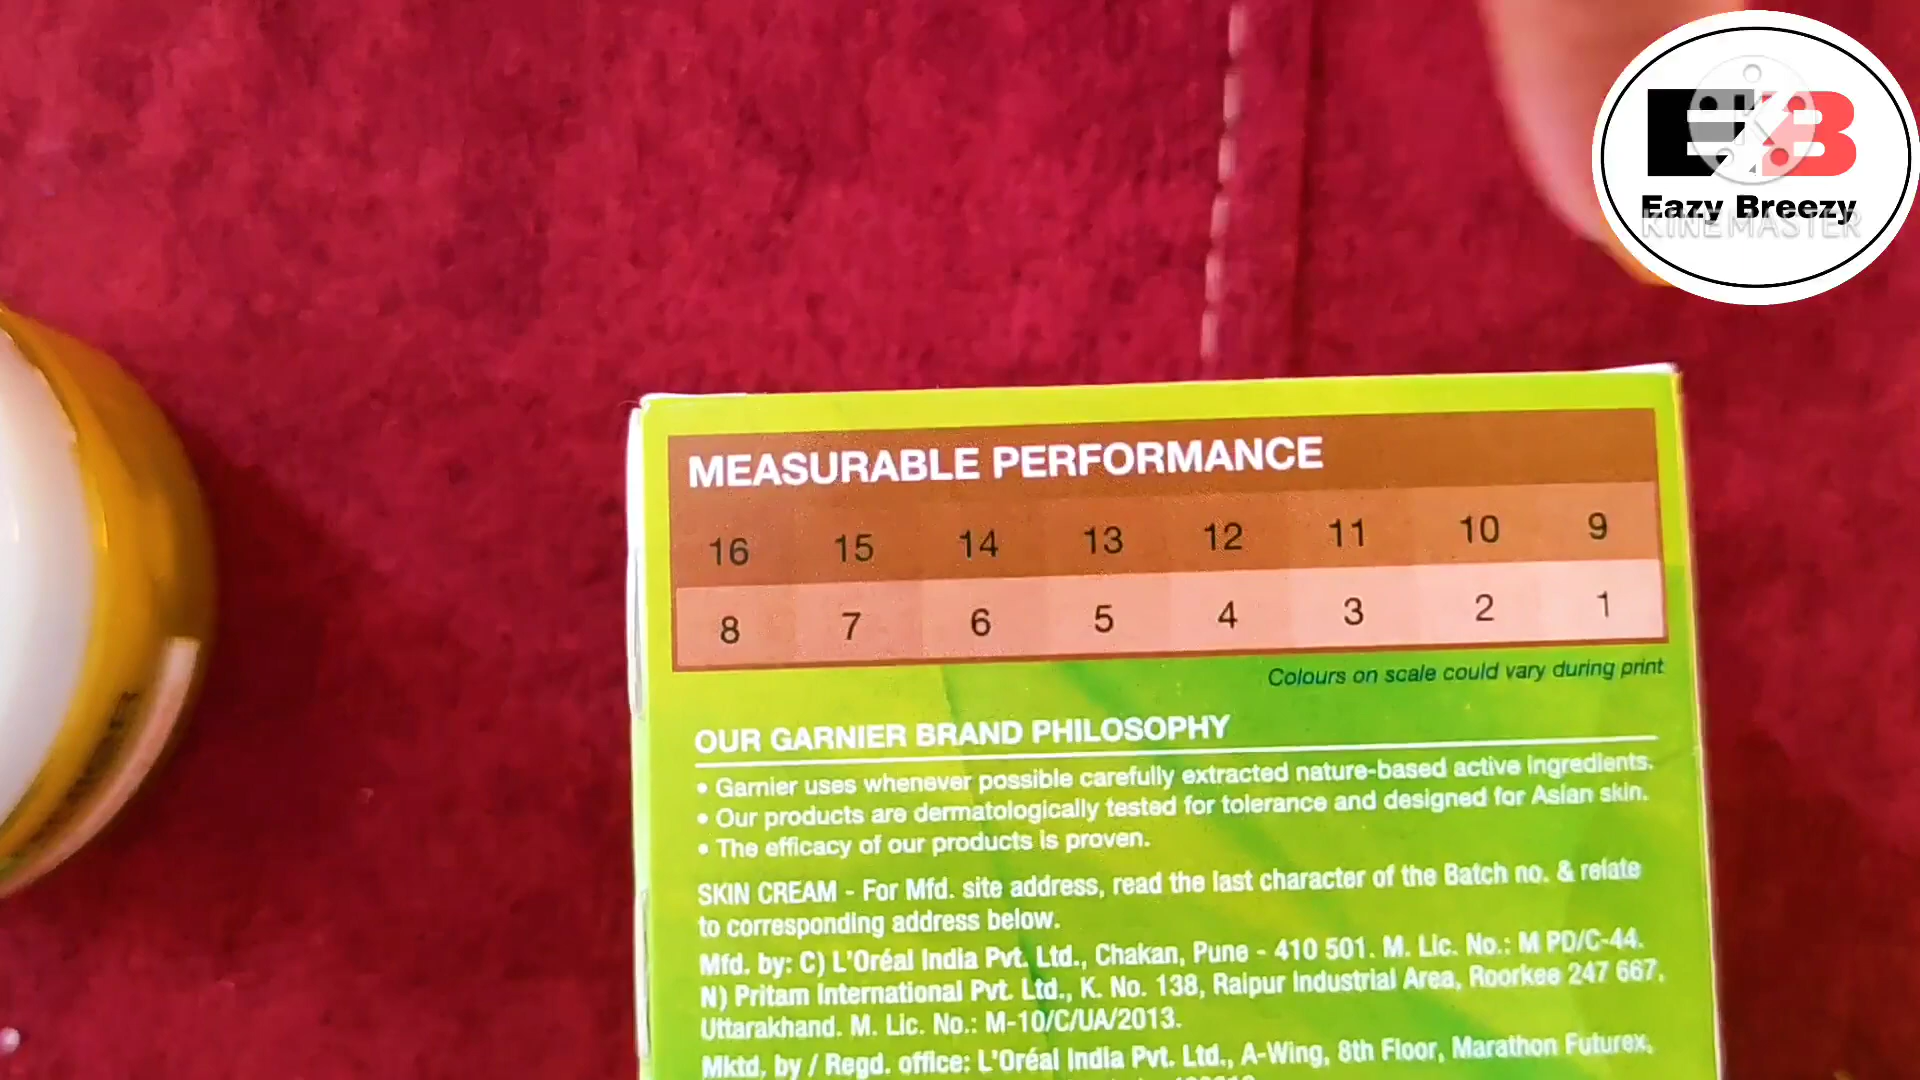 EB
Eazy Breezy
KINEMASTER
MEASURABLE PERFORMANCE
16 15 14 13 12 11 10 9
8 7 6 5 4 3 2 1
Colours on scale could vary during print
OUR GARNIER BRAND PHILOSOPHY
• Garnier uses whenever possible carefully extracted nature-based active ingredients.
• Our products are dermatologically tested for tolerance and designed for Asian skin.
• The efficacy of our products is proven.
SKIN CREAM - For Mfd. site address, read the last character of the Batch no. & relate
to corresponding address below.
Mfd. by: C) L'Oréal India Pvt. Ltd., Chakan, Pune - 410 501. M. Lic. No.: M PD/C-44.
N) Pritam International Pvt. Ltd., K. No. 138, Raipur Industrial Area, Roorkee 247 667,
Uttarakhand. M. Lic. No.: M-10/C/UA/2013.
Mktd. by / Regd. office: L'Oréal India Pvt. Ltd., A-Wing, 8th Floor, Marathon Futurex,